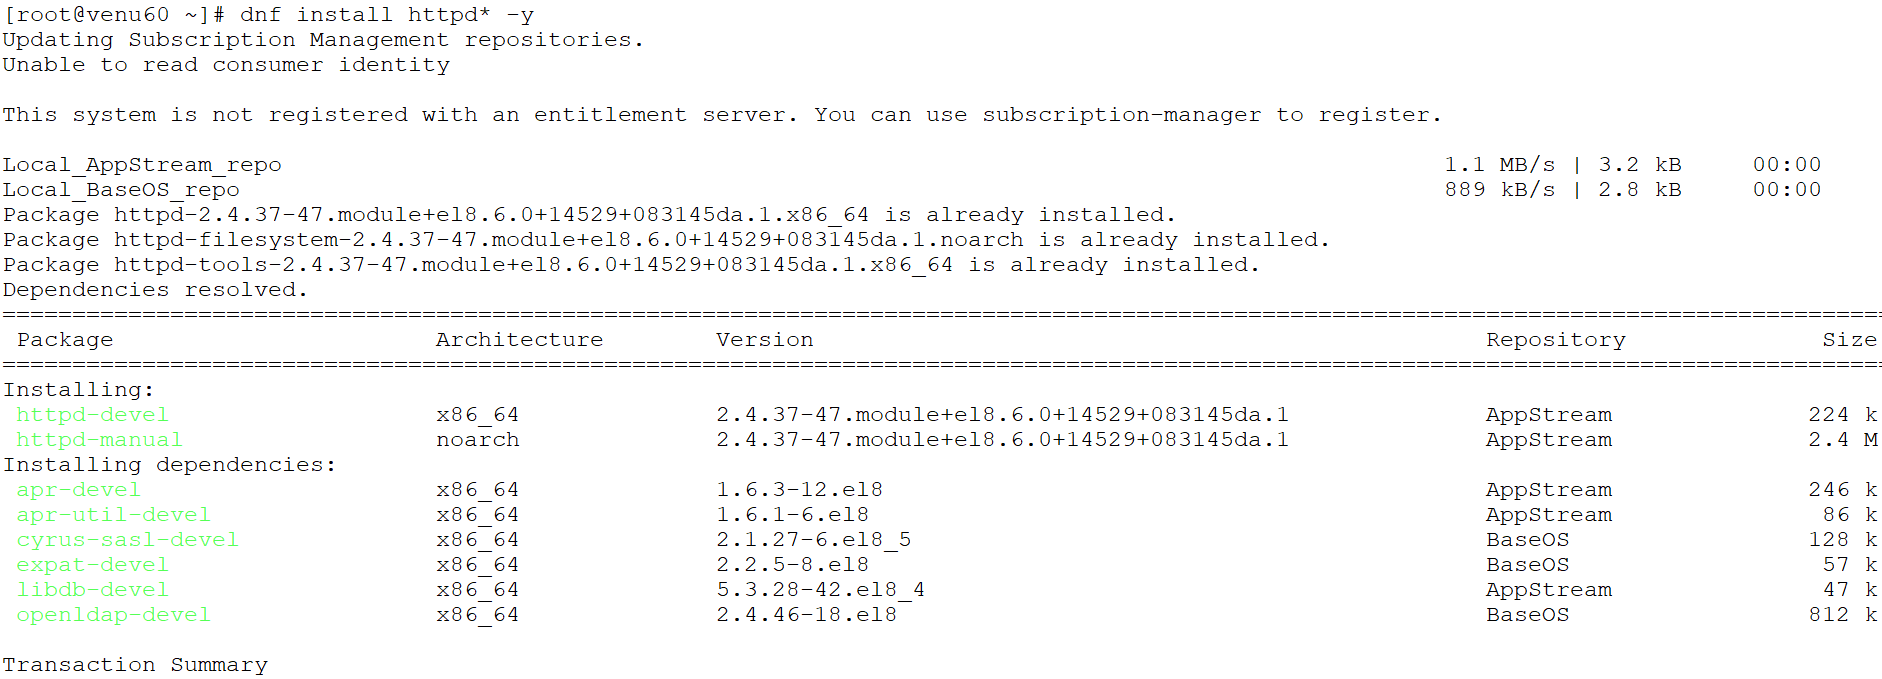 [root@venu60 ~]# dnf install httpd* -y
Updating Subscription Management repositories.
Unable to read consumer identity
This system is not registered with an entitlement server. You can use subscription-manager to register.
Local_AppStream_repo 1.1 MB/s | 3.2 kB 00:00
Local_BaseOS_repo 889 kB/s | 2.8 kB 00:00
Package httpd-2.4.37-47.module+el8.6.0+14529+083145da.1.x86_64 is already installed.
Package httpd-filesystem-2.4.37-47.module+el8.6.0+14529+083145da.1.noarch is already installed.
Package httpd-tools-2.4.37-47.module+el8.6.0+14529+083145da.1.x86_64 is already installed.
Dependencies resolved.
Package Architecture Version Repository Size
Installing:
httpd-devel x86_64 2.4.37-47.module+el8.6.0+14529+083145da.1 AppStream 224 k
httpd-manual noarch 2.4.37-47.module+el8.6.0+14529+083145da.1 AppStream 2.4 M
Installing dependencies:
apr-devel x86_64 1.6.3-12.el8 AppStream 246 k
apr-util-devel x86_64 1.6.1-6.el8 AppStream 86 k
cyrus-sasl-devel x86_64 2.1.27-6.el8_5 BaseOS 128 k
expat-devel x86_64 2.2.5-8.el8 BaseOS 57 k
libdb-devel x86_64 5.3.28-42.el8_4 AppStream 47 k
openldap-devel x86_64 2.4.46-18.el8 BaseOS 812 k
Transaction Summary